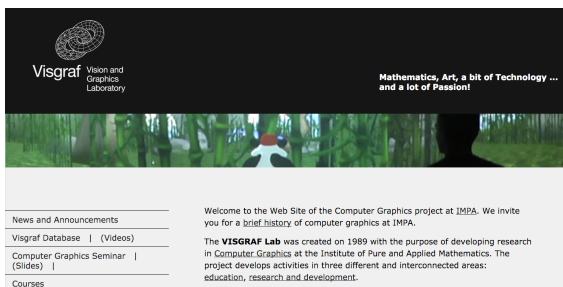 Visgraf
Vision and
Graphics
Laboratory
Mathematics, Art, a bit of Technology ...
and a lot of Passion!
News and Announcements
Visgraf Database | (Videos)
Computer Graphics Seminar |
(Slides) |
Courses
Welcome to the Web Site of the Computer Graphics project at IMPA. We invite
you for a brief history of computer graphics at IMPA.
The VISGRAF Lab was created on 1989 with the purpose of developing research
in Computer Graphics at the Institute of Pure and Applied Mathematics. The
project develops activities in three different and interconnected areas:
education, research and development.